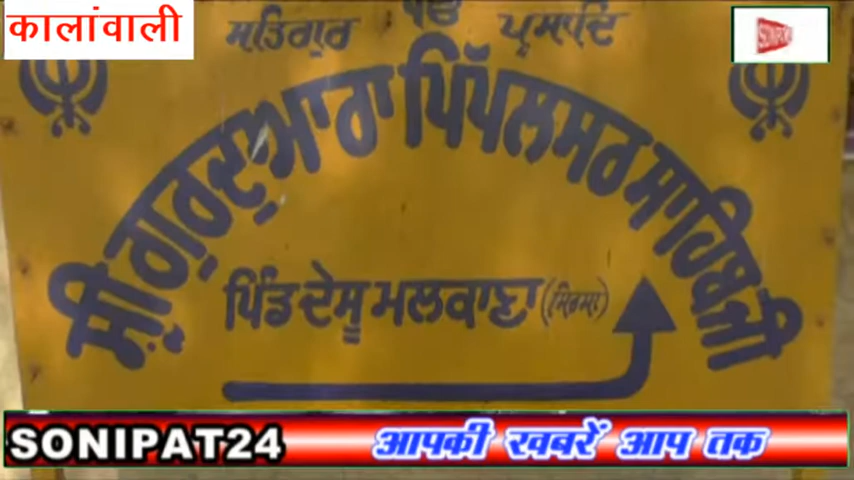 कालांवाली
ਸਤਿਗੁਰ ਪ੍ਰਸਾਦਿ
ਸ਼੍ਰੀ ਗੁਰਦੁਆਰਾ ਪਿੱਪਲਸਰ ਸਾਹਿਬ ਜੀ
ਪਿੰਡ ਦੇਸੂ ਮਲਕਾਣਾ (ਸਿਰਸਾ)
SONIPAT24 आपकी खबरें आप तक